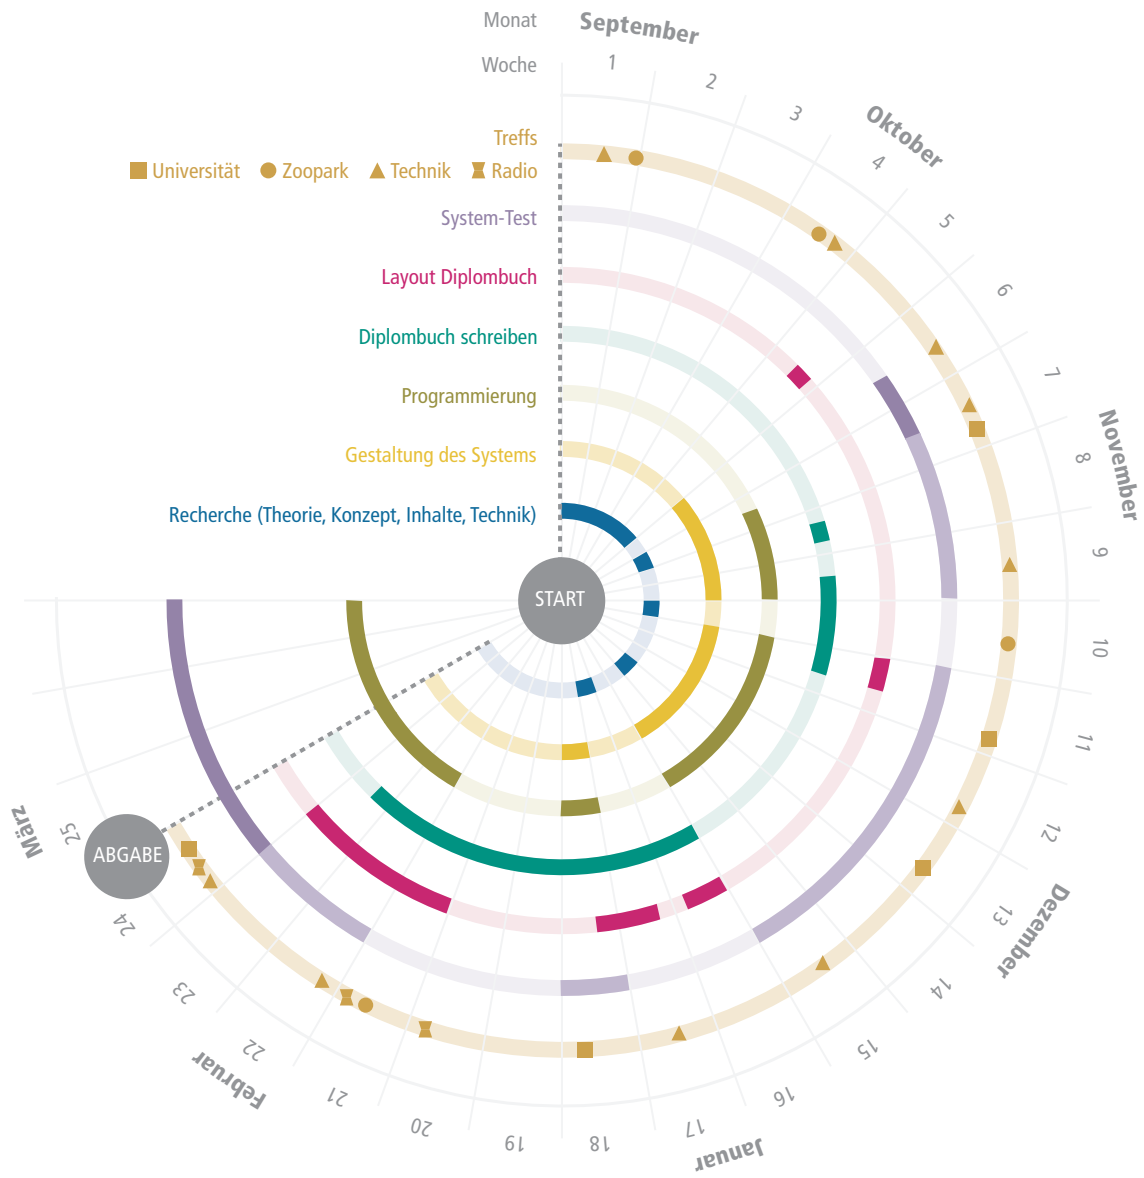 Monat
September
Woche
1
2
3
Oktober
4
5
6
7
November
8
9
10
11
12
Dezember
13
14
15
16
Januar
17
18
19
20
21
Februar
22
23
24
März
25
Treffs
Universität Zoopark Technik Radio
System-Test
Layout Diplombuch
Diplombuch schreiben
Programmierung
Gestaltung des Systems
Recherche (Theorie, Konzept, Inhalte, Technik)
START
ABGABE